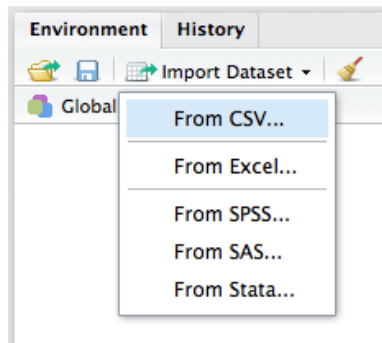 Environment History
Import Dataset
Global
From CSV...
From Excel...
From SPSS...
From SAS...
From Stata...